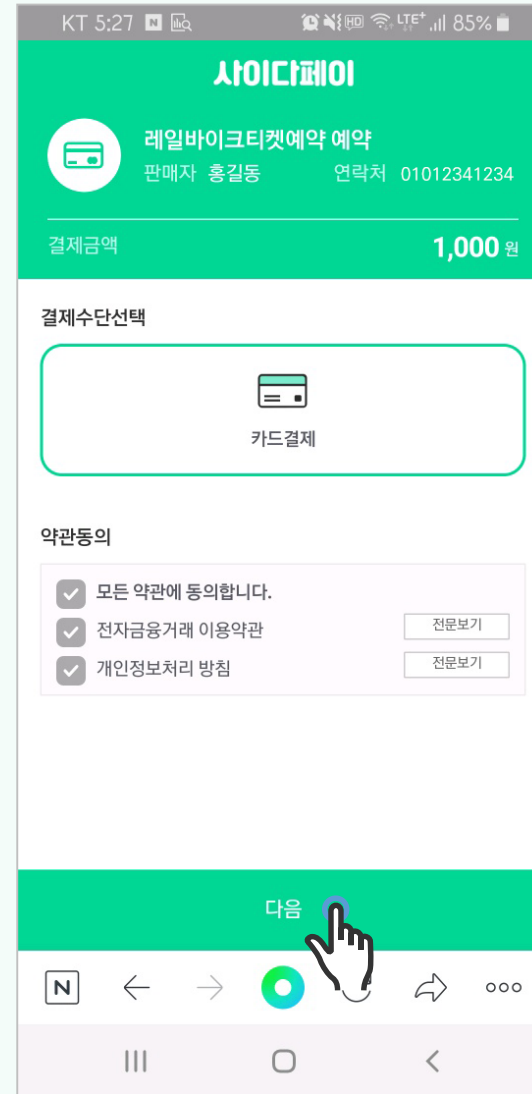 KT 5:27 N HD LTE+ 85%
사이다페이
레일바이크티켓예약 예약
판매자 홍길동 연락처 01012341234
결제금액 1,000 원
결제수단선택
카드결제
약관동의
모든 약관에 동의합니다.
전자금융거래 이용약관 전문보기
개인정보처리 방침 전문보기
다음
N